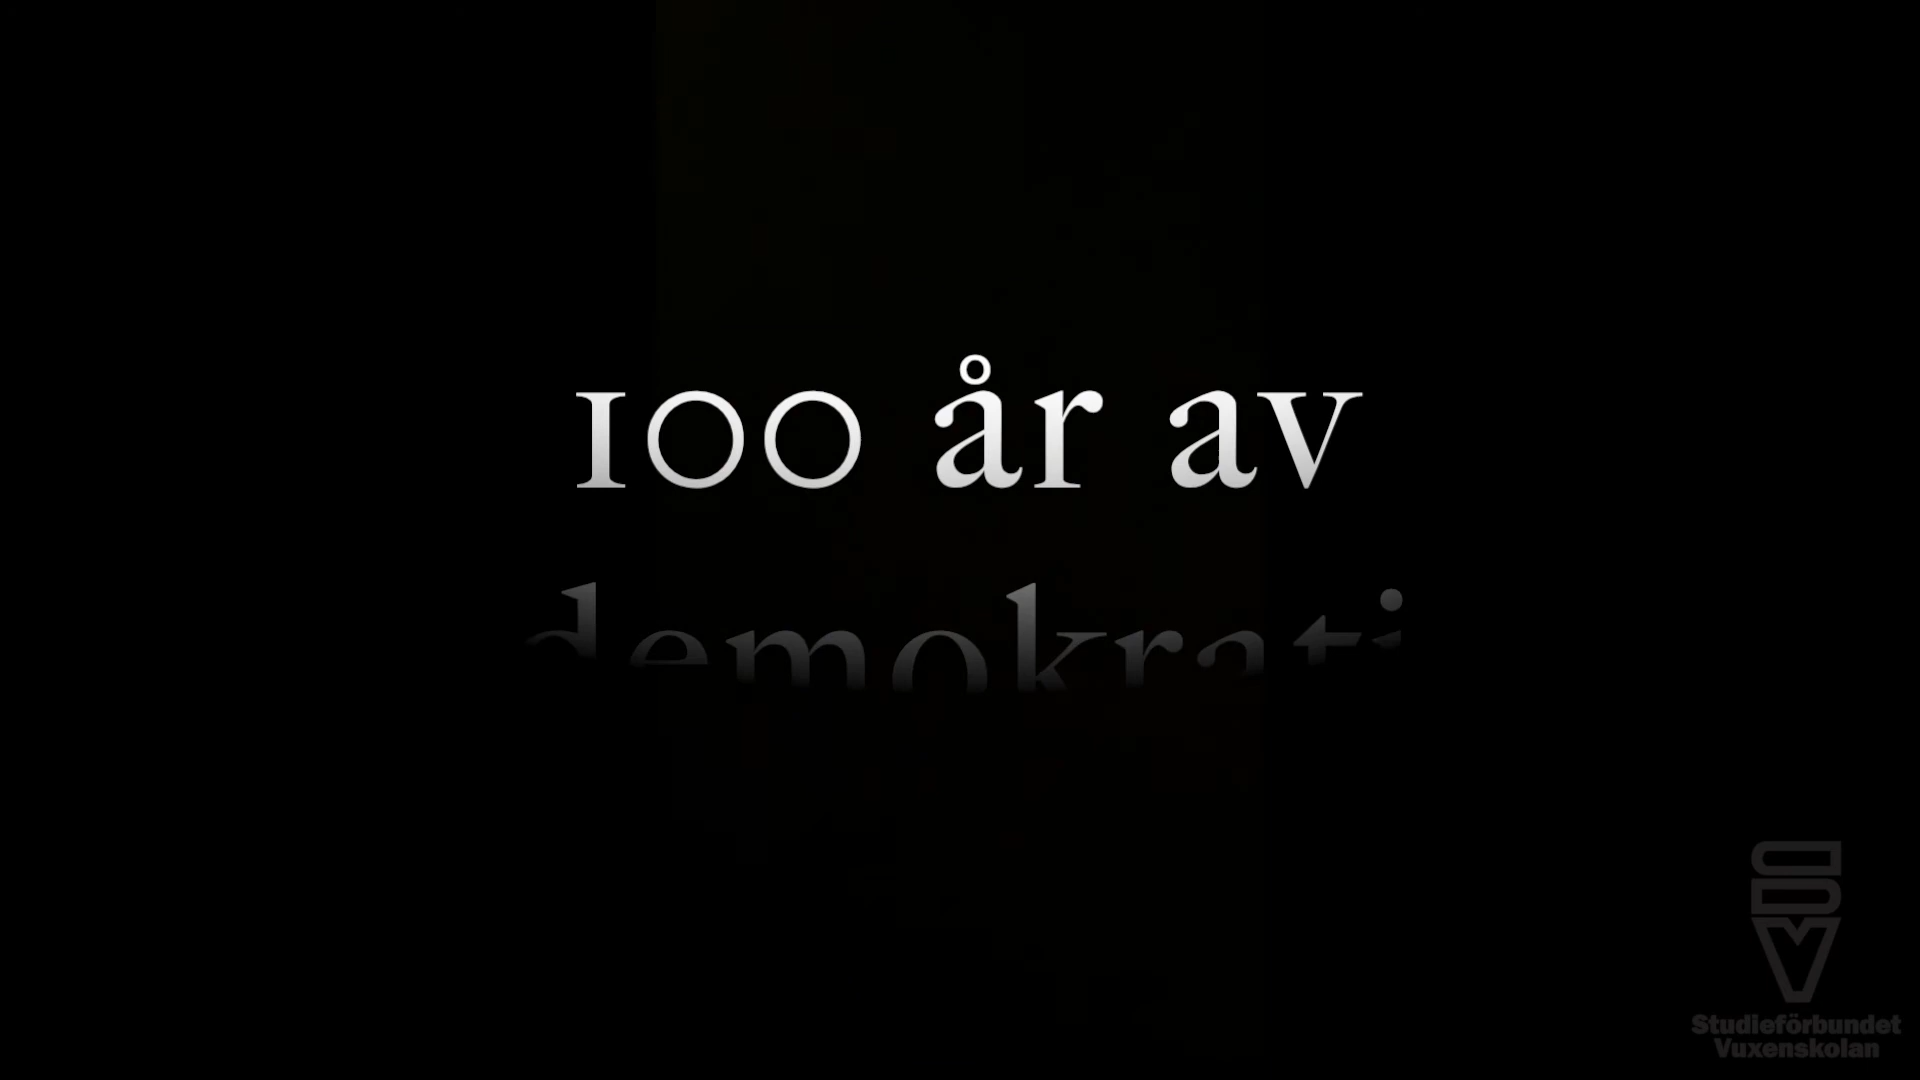 100 år av
demokrati
Studieförbundet
Vuxenskolan